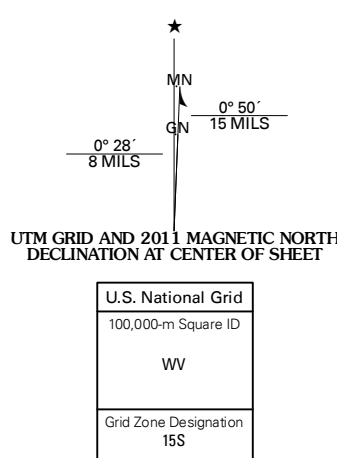 ★
MN
0° 50´
15 MILS
GN
0° 28´
8 MILS
UTM GRID AND 2011 MAGNETIC NORTH
DECLINATION AT CENTER OF SHEET
U.S. National Grid
100,000-m Square ID
WV
Grid Zone Designation
15S